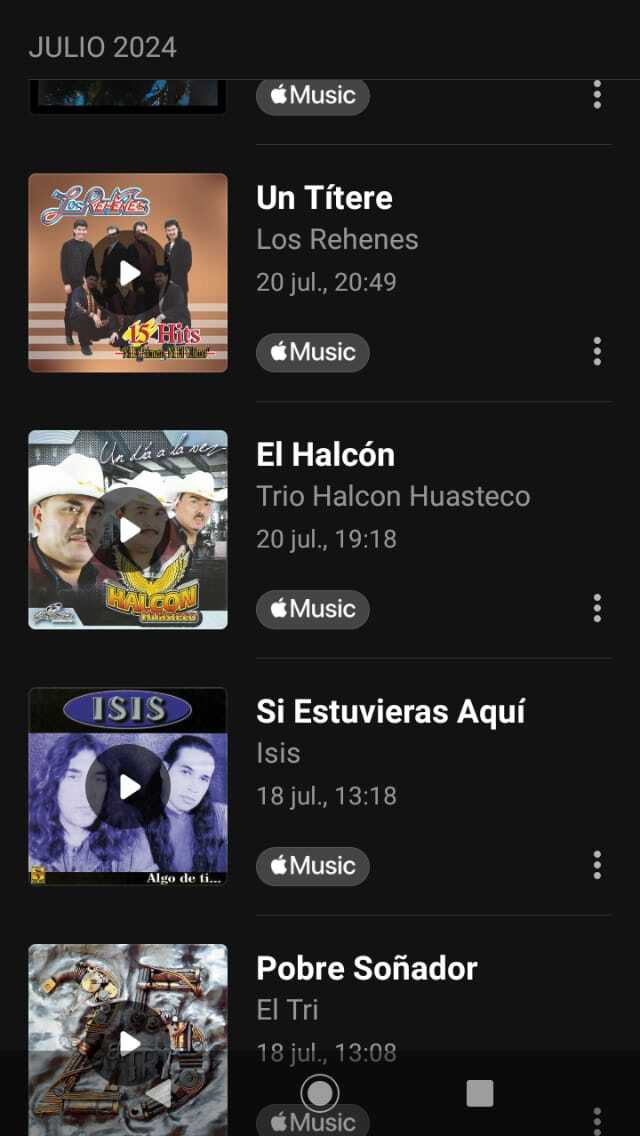 JULIO 2024
Music
LOS REHENES
15 Hits
Un Títere
Los Rehenes
20 jul., 20:49
Music
Un día a la vez
HALCON
Huasteco
El Halcón
Trio Halcon Huasteco
20 jul., 19:18
Music
ISIS
Algo de ti...
Si Estuvieras Aquí
Isis
18 jul., 13:18
Music
Pobre Soñador
El Tri
18 jul., 13:08
Music